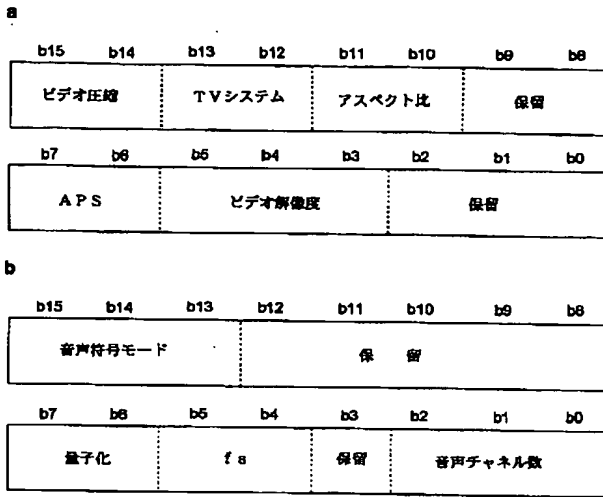 a
b15 b14 b13 b12 b11 b10 b9 b8
ビデオ圧縮 TVシステム アスペクト比 保留
b7 b6 b5 b4 b3 b2 b1 b0
APS ビデオ解像度 保留
b
b15 b14 b13 b12 b11 b10 b9 b8
音声符号モード 保 留
b7 b6 b5 b4 b3 b2 b1 b0
量子化 fs 保留 音声チャネル数